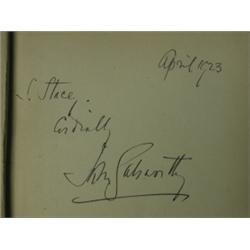 April 1923
S. Stace.
Cordially
John Galsworthy